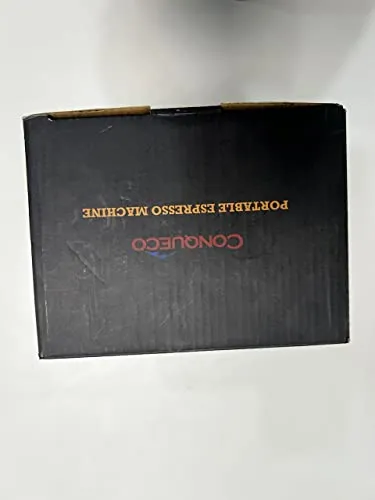 CONQUECO
PORTABLE ESPRESSO MACHINE